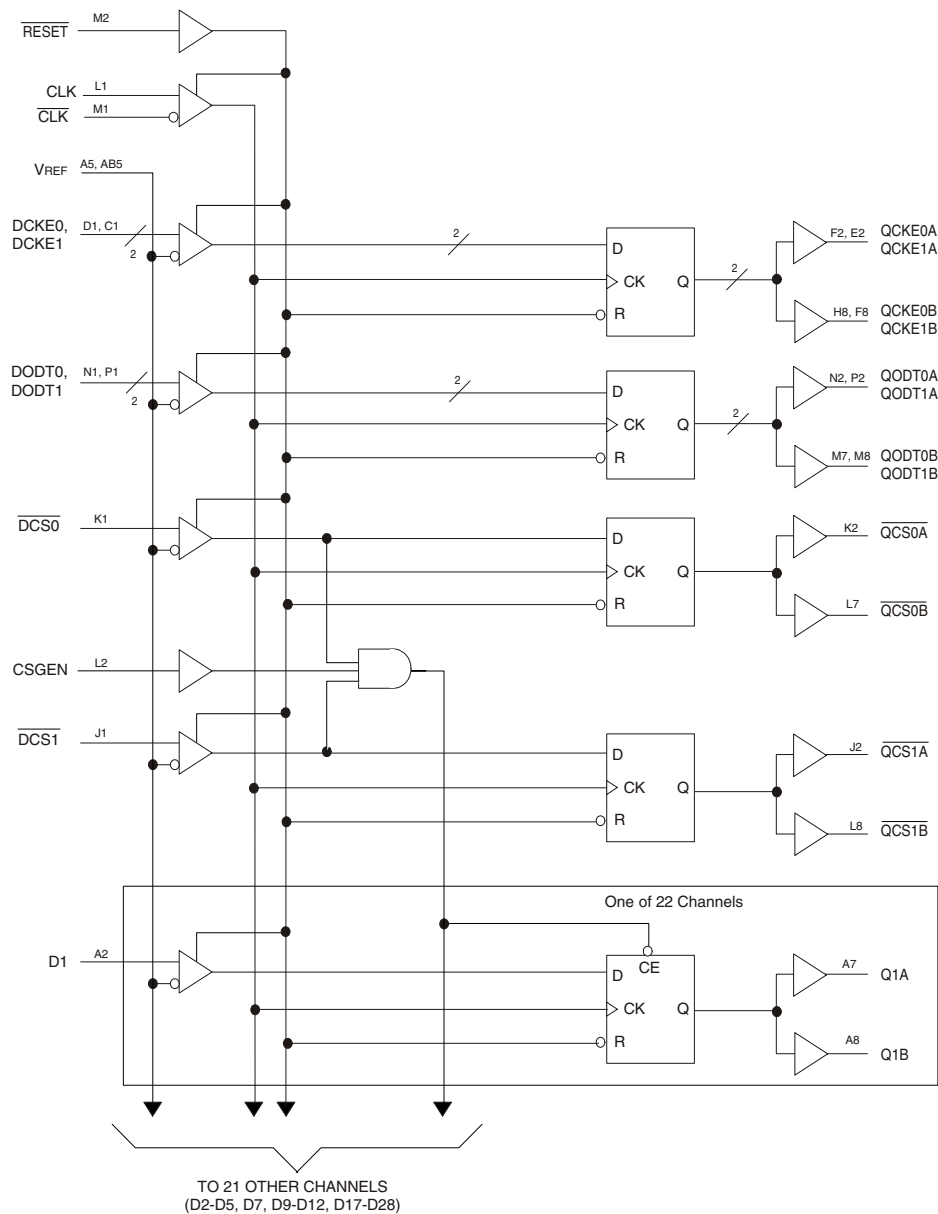 RESET M2
CLK L1
CLK M1
VREF A5, AB5
DCKE0, D1, C1
DCKE1 2
2
D
CK Q
R
2
F2, E2 QCKE0A
QCKE1A
H8, F8 QCKE0B
QCKE1B
DODT0, N1, P1
DODT1 2
2
D
CK Q
R
2
N2, P2 QODT0A
QODT1A
M7, M8 QODT0B
QODT1B
DCS0 K1
D
CK Q
R
K2 QCS0A
L7 QCS0B
CSGEN L2
DCS1 J1
D
CK Q
R
J2 QCS1A
L8 QCS1B
One of 22 Channels
D1 A2
CE
D
CK Q
R
A7 Q1A
A8 Q1B
TO 21 OTHER CHANNELS
(D2-D5, D7, D9-D12, D17-D28)